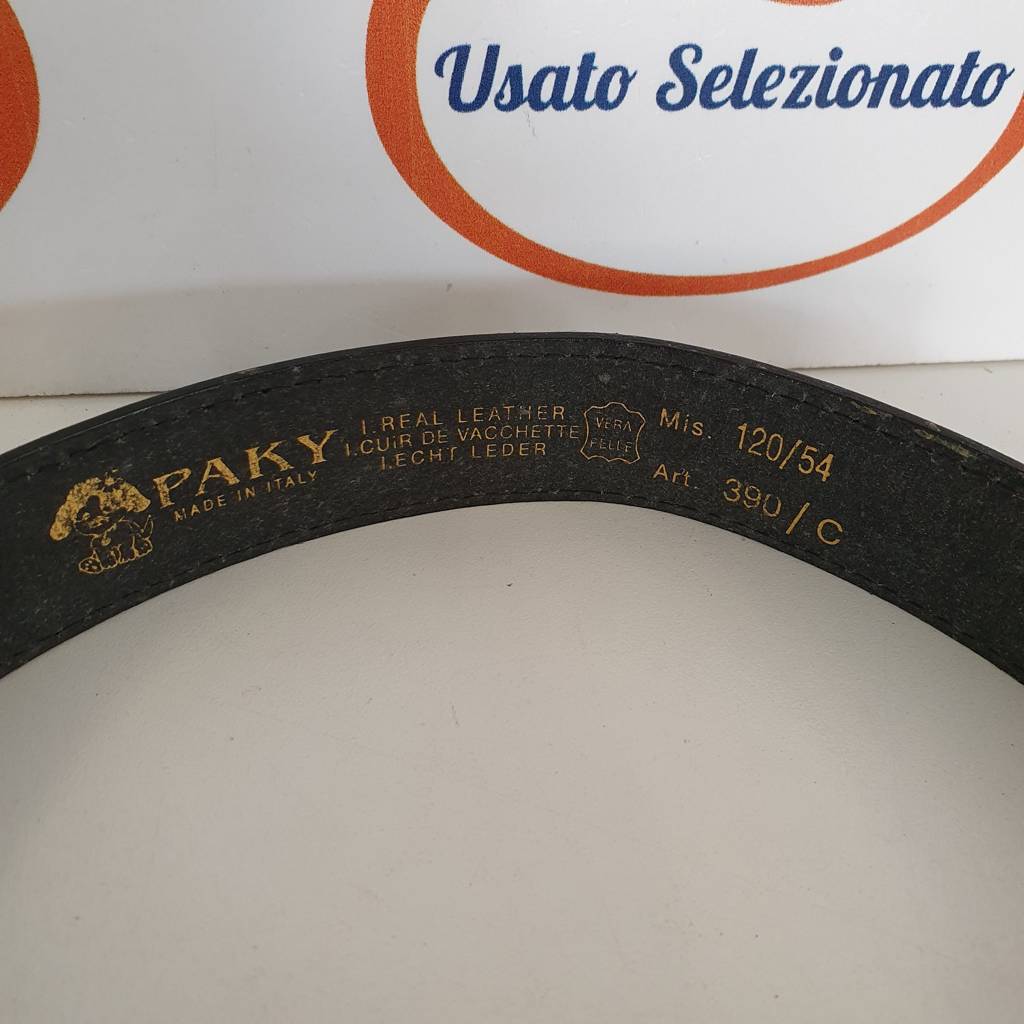 Usato Selezionato
PAKY
MADE IN ITALY
I.REAL LEATHER
I.CUIR DE VACCHETTE
I.ECHT LEDER
VERA
PELLE
Mis. 120/54
Art. 390/C